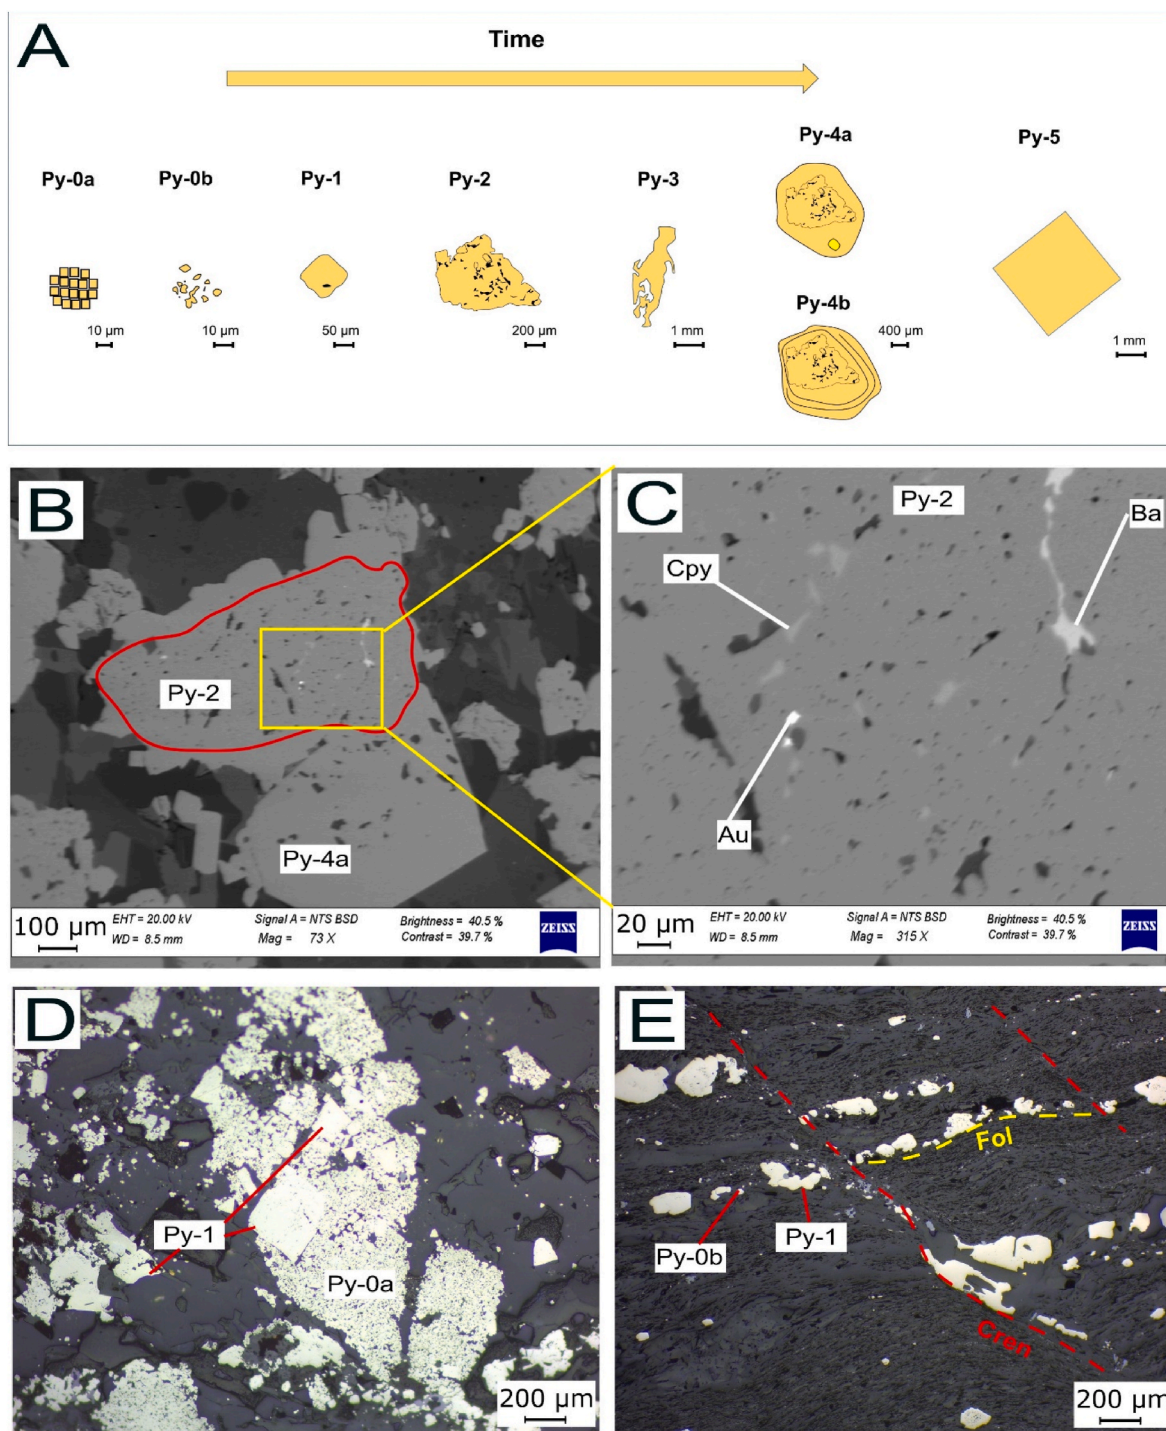 A
Time
Py-0a
Py-0b
Py-1
Py-2
Py-3
Py-4a
Py-4b
Py-5
10 µm
10 µm
50 µm
200 µm
1 mm
400 µm
1 mm
B
Py-2
Py-4a
100 µm
EHT = 20.00 kV
WD = 8.5 mm
Signal A = NTS BSD
Mag = 73 X
Brightness = 40.5 %
Contrast = 39.7 %
ZEISS
C
Py-2
Ba
Cpy
Au
20 µm
EHT = 20.00 kV
WD = 8.5 mm
Signal A = NTS BSD
Mag = 315 X
Brightness = 40.5 %
Contrast = 39.7 %
ZEISS
D
Py-1
Py-0a
200 µm
E
Fol
Py-0b
Py-1
Cren
200 µm